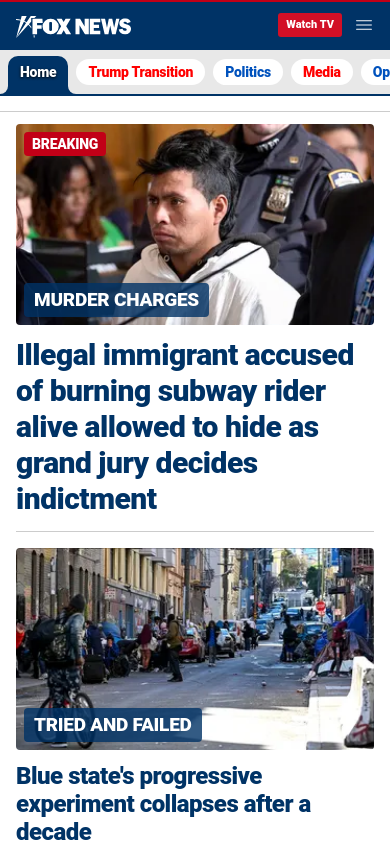 FOX NEWS
Watch TV
Home
Trump Transition
Politics
Media
Op
BREAKING
MURDER CHARGES
Illegal immigrant accused
of burning subway rider
alive allowed to hide as
grand jury decides
indictment
TRIED AND FAILED
Blue state's progressive
experiment collapses after a
decade